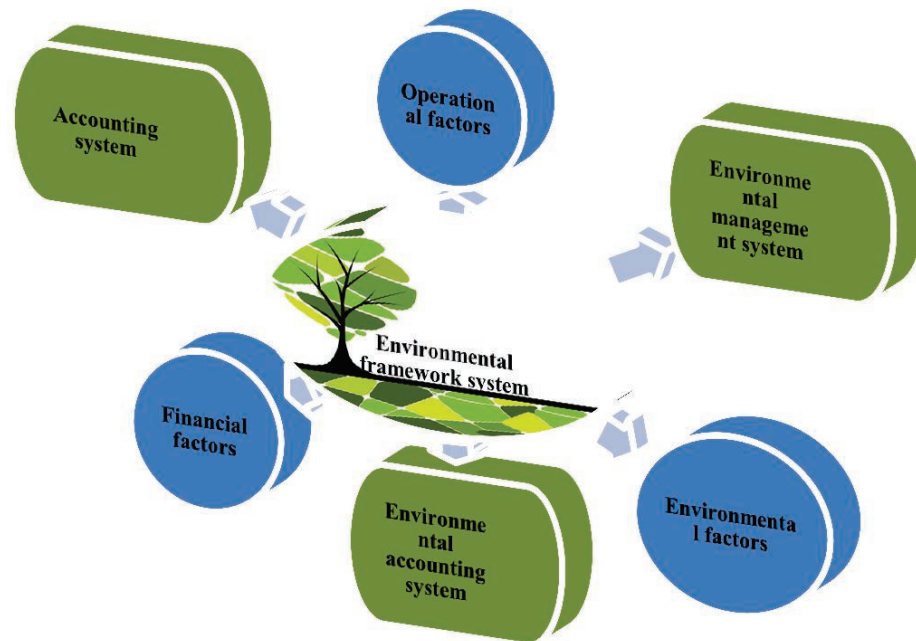 Operation
al factors
Accounting
system
Environme
ntal
manageme
nt system
Environmental
framework system
Financial
factors
Environme
ntal
accounting
system
Environmenta
l factors